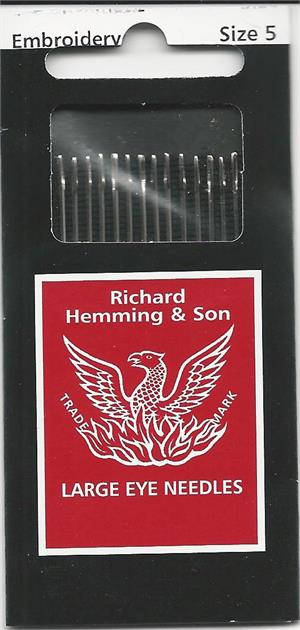 Embroidery Size 5
Richard
Hemming & Son
TRADE MARK
LARGE EYE NEEDLES